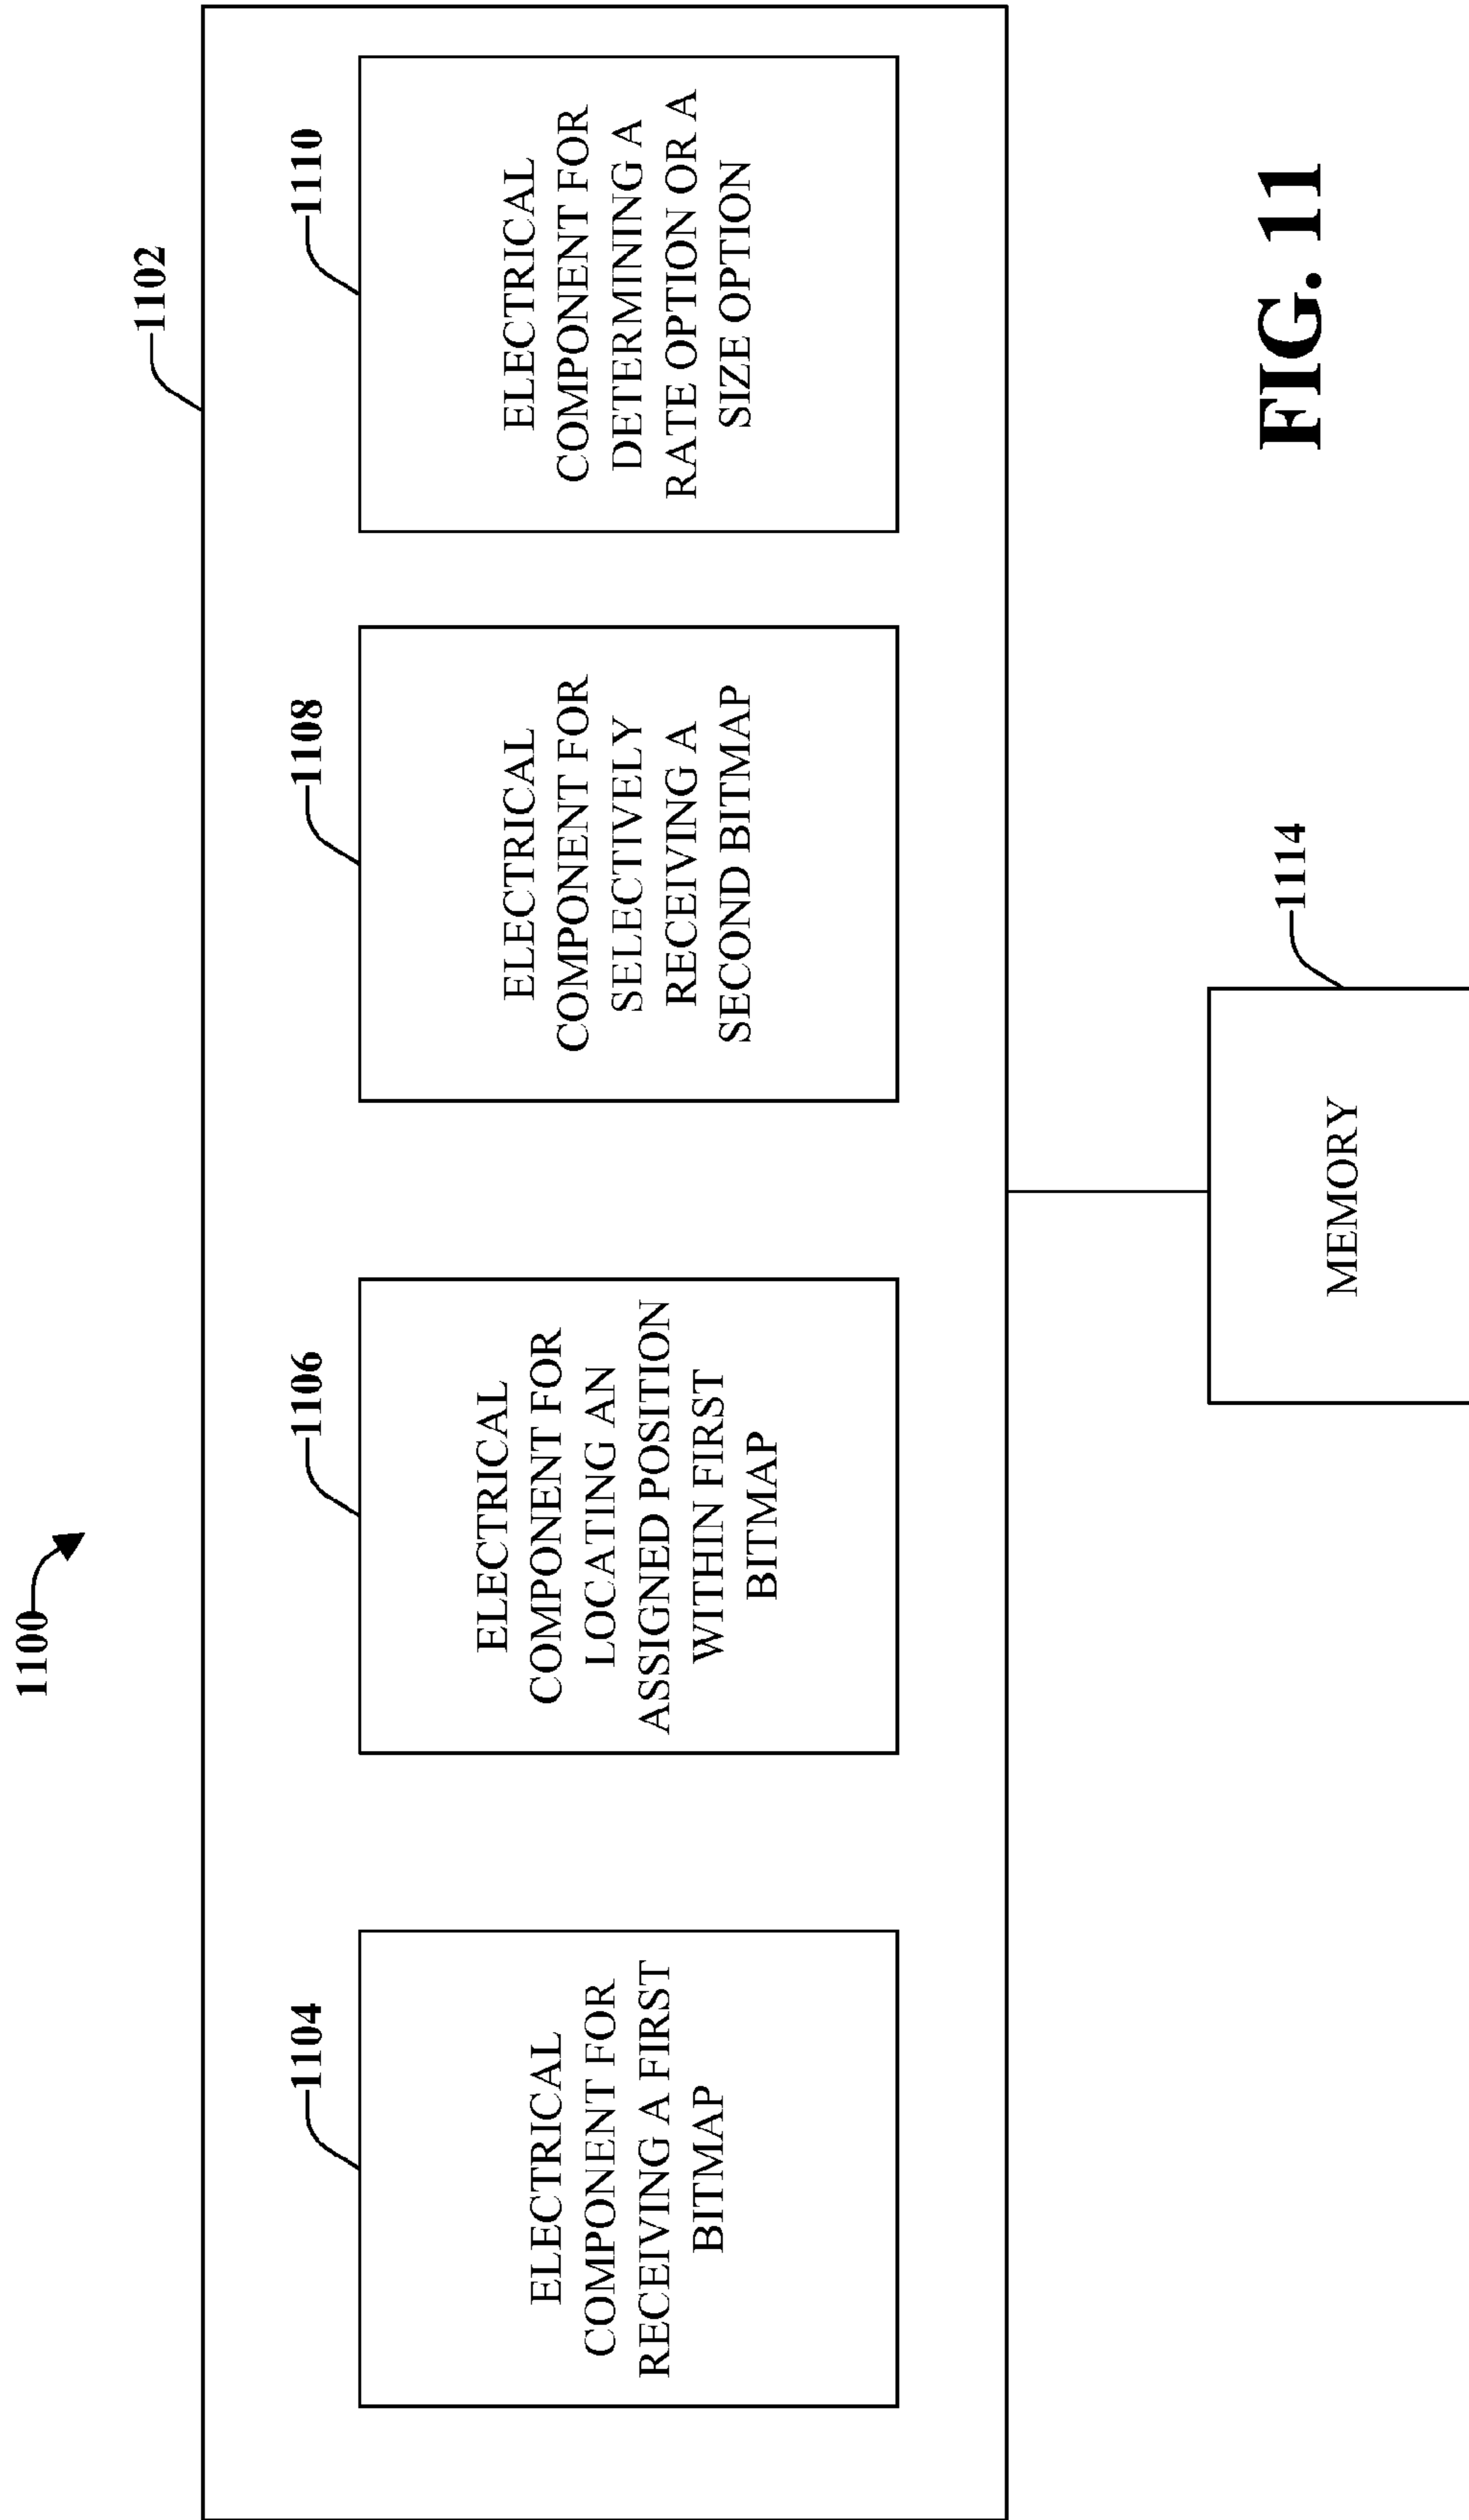 1100
1102
1104
ELECTRICAL
COMPONENT FOR
RECEIVING A FIRST
BITMAP
1106
ELECTRICAL
COMPONENT FOR
LOCATING AN
ASSIGNED POSITION
WITHIN FIRST
BITMAP
1108
ELECTRICAL
COMPONENT FOR
SELECTIVELY
RECEIVING A
SECOND BITMAP
1110
ELECTRICAL
COMPONENT FOR
DETERMINING A
RATE OPTION OR A
SIZE OPTION
1114
MEMORY
FIG. 11